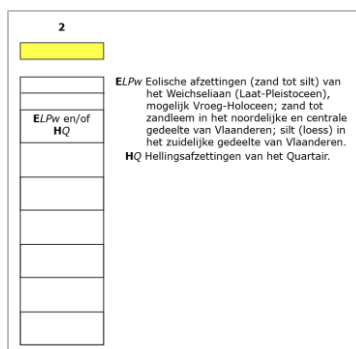 2
ELPw Eolische afzettingen (zand tot silt) van
het Weichseliaan (Laat-Pleistoceen),
mogelijk Vroeg-Holoceen; zand tot
zandleem in het noordelijke en centrale
gedeelte van Vlaanderen; silt (loess) in
het zuidelijke gedeelte van Vlaanderen.
HQ Hellingsafzettingen van het Quartair.
ELPw en/of
HQ